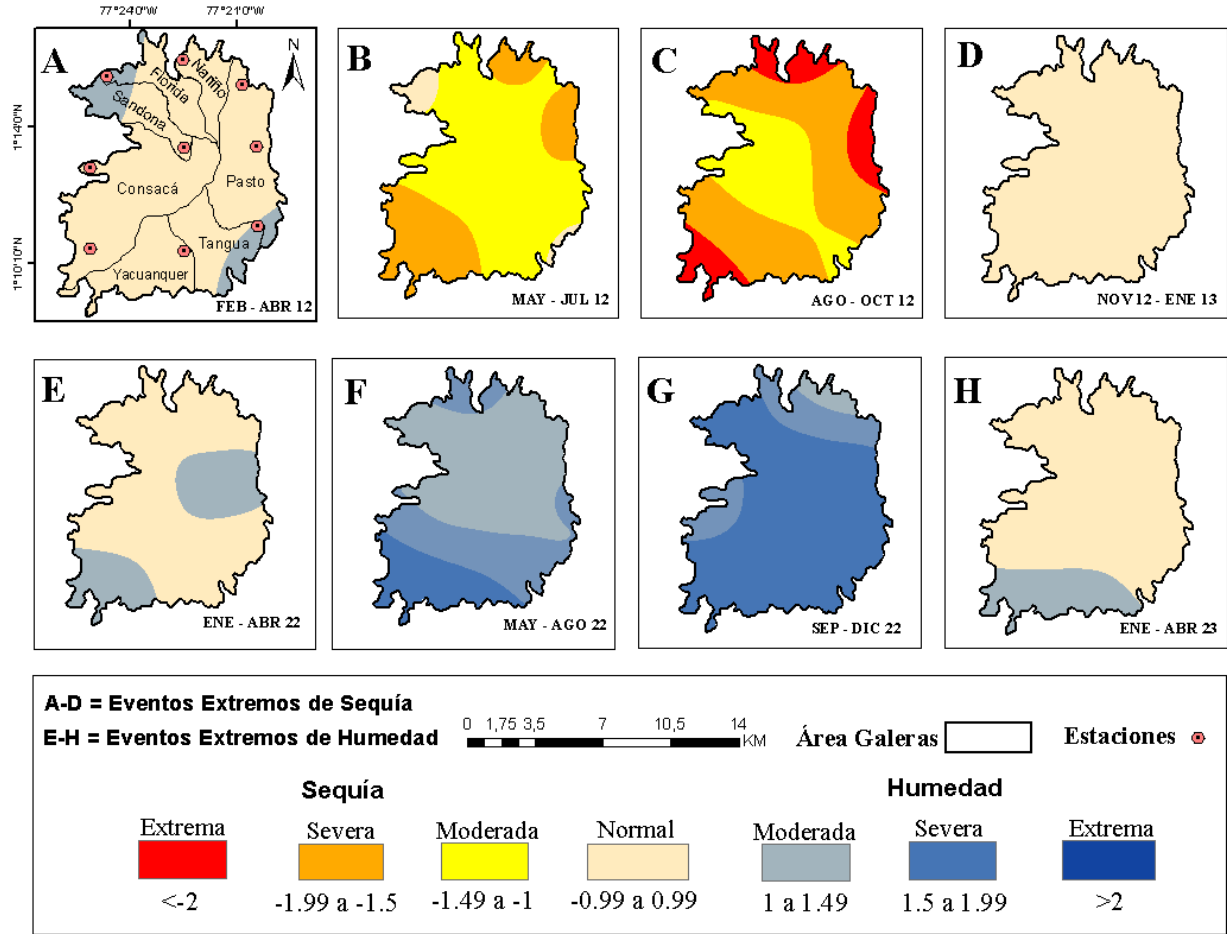 77°24'0"W 77°21'0"W
1°14'0"N
1°10'10"N
A
N
Florida
Nariño
Sandona
Consacá
Pasto
Tangua
Yacuanquer
FEB - ABR 12
B
MAY - JUL 12
C
AGO - OCT 12
D
NOV 12 - ENE 13
E
ENE - ABR 22
F
MAY - AGO 22
G
SEP - DIC 22
H
ENE - ABR 23
A-D = Eventos Extremos de Sequía
E-H = Eventos Extremos de Humedad
0 1,75 3,5 7 10,5 14
KM
Área Galeras
Estaciones
Sequía
Humedad
Extrema Severa Moderada Normal Moderada Severa Extrema
<-2 -1.99 a -1.5 -1.49 a -1 -0.99 a 0.99 1 a 1.49 1.5 a 1.99 >2